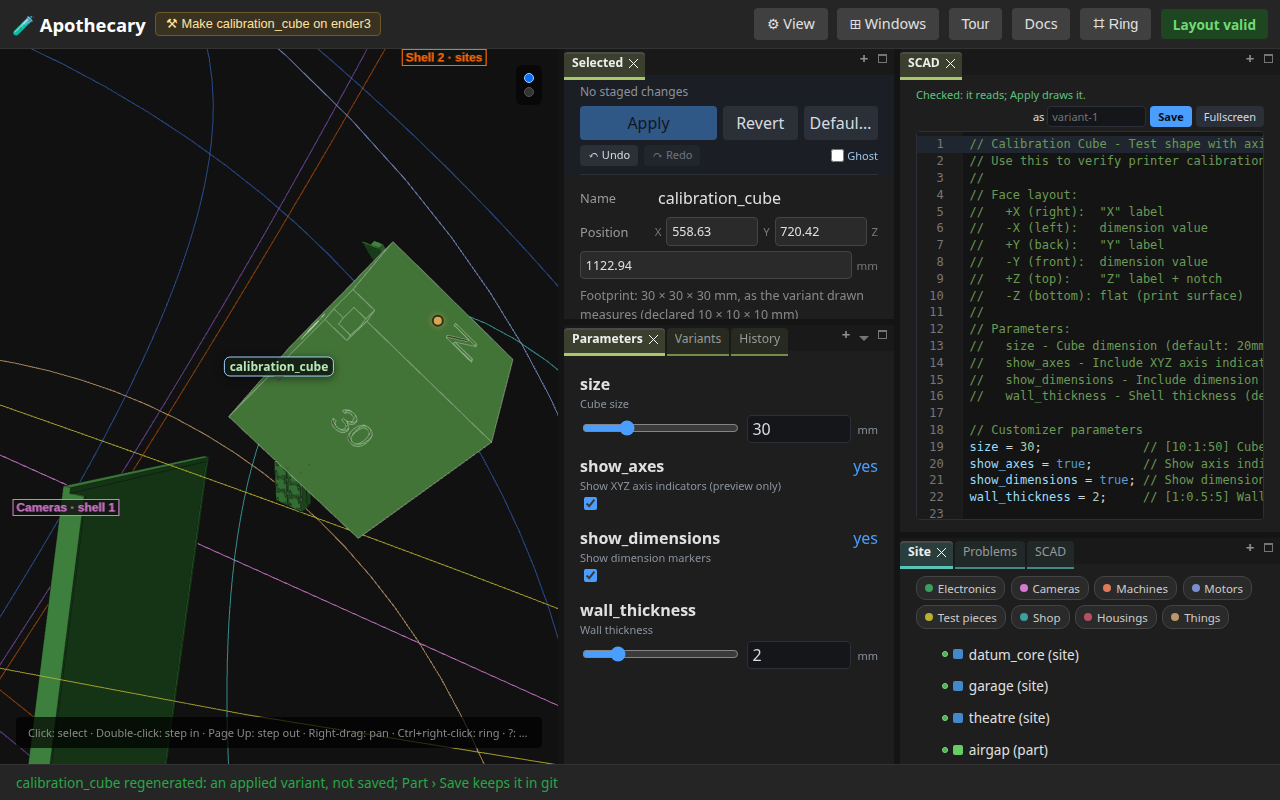 Apothecary
Make calibration_cube on ender3
View
Windows
Tour
Docs
Ring
Layout valid
Shell 2 · sites
calibration_cube
Z
30
Cameras · shell 1
Click: select · Double-click: step in · Page Up: step out · Right-drag: pan · Ctrl+right-click: ring · ?: ...
Selected
No staged changes
Apply
Revert
Defaul...
Undo
Redo
Ghost
Name calibration_cube
Position X 558.63 Y 720.42 Z
1122.94 mm
Footprint: 30 × 30 × 30 mm, as the variant drawn
measures (declared 10 × 10 × 10 mm)
Parameters
Variants
History
size
Cube size
30 mm
show_axes yes
Show XYZ axis indicators (preview only)
show_dimensions yes
Show dimension markers
wall_thickness
Wall thickness
2 mm
SCAD
Checked: it reads; Apply draws it.
as variant-1 Save Fullscreen
1 // Calibration Cube - Test shape with axi
2 // Use this to verify printer calibration
3 //
4 // Face layout:
5 //   +X (right):  "X" label
6 //   -X (left):   dimension value
7 //   +Y (back):   "Y" label
8 //   -Y (front):  dimension value
9 //   +Z (top):    "Z" label + notch
10 //   -Z (bottom): flat (print surface)
11 //
12 // Parameters:
13 //   size - Cube dimension (default: 20mm
14 //   show_axes - Include XYZ axis indicat
15 //   show_dimensions - Include dimension
16 //   wall_thickness - Shell thickness (de
17
18 // Customizer parameters
19 size = 30; // [10:1:50] Cube
20 show_axes = true; // Show axis indi
21 show_dimensions = true; // Show dimension
22 wall_thickness = 2; // [1:0.5:5] Wall
23
Site
Problems
SCAD
Electronics
Cameras
Machines
Motors
Test pieces
Shop
Housings
Things
datum_core (site)
garage (site)
theatre (site)
airgap (part)
calibration_cube regenerated: an applied variant, not saved; Part › Save keeps it in git